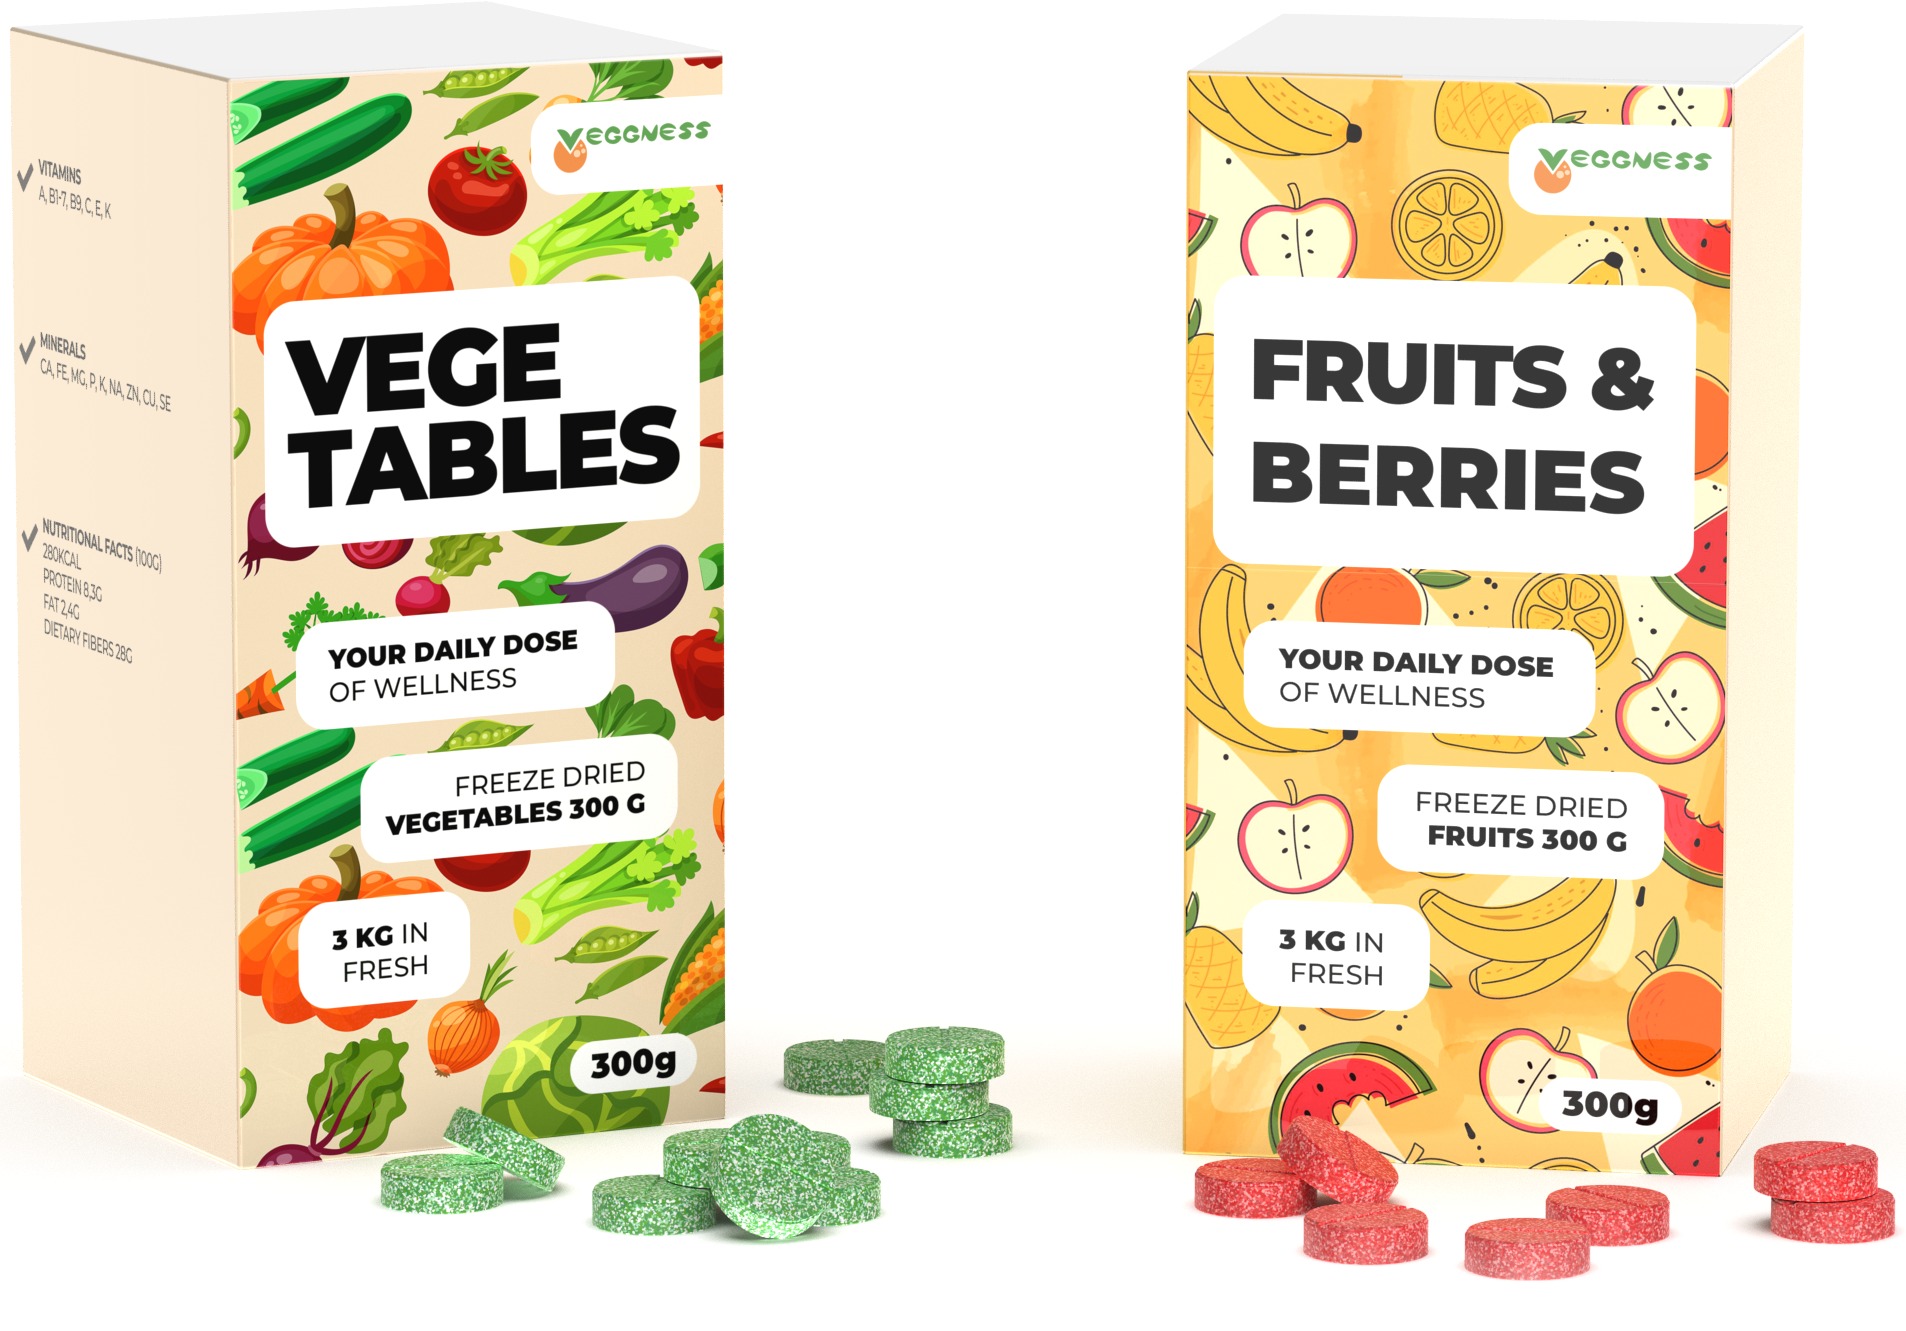 VITAMINS
A, B1-7, B9, C, E, K
MINERALS
CA, FE, MG, P, K, NA, ZN, CU, SE
NUTRITIONAL FACTS (100G)
280KCAL
PROTEIN 8,3G
FAT 2,4G
DIETARY FIBERS 28G
VEGGNESS
VEGE
TABLES
YOUR DAILY DOSE
OF WELLNESS
FREEZE DRIED
VEGETABLES 300 G
3 KG IN
FRESH
300g
VEGGNESS
FRUITS &
BERRIES
YOUR DAILY DOSE
OF WELLNESS
FREEZE DRIED
FRUITS 300 G
3 KG IN
FRESH
300g